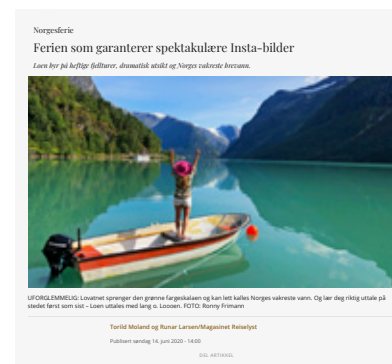 Norgesferie
Ferien som garanterer spektakulære Insta-bilder
Loen byr på heftige fjellturer, dramatisk utsikt og Norges vakreste brevann.
UFORGLEMMELIG: Lovatnet sprenger den grønne fargeskalaen og kan lett kalles Norges vakreste vann. Og lær deg riktig uttale på
stedet først som sist – Loen uttales med lang o. Loooen. FOTO: Ronny Frimann
Torild Moland og Runar Larsen/Magasinet Reiselyst
Publisert søndag 14. juni 2020 - 14:00
DEL ARTIKKEL